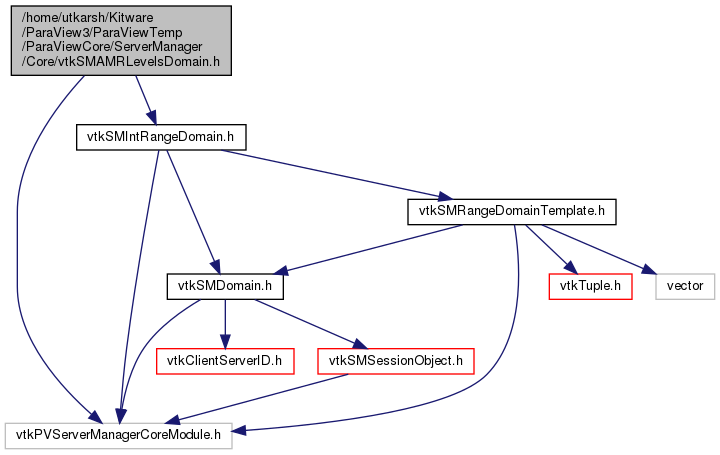 /home/utkarsh/Kitware
/ParaView3/ParaViewTemp
/ParaViewCore/ServerManager
/Core/vtkSMAMRLevelsDomain.h
vtkSMIntRangeDomain.h
vtkSMRangeDomainTemplate.h
vtkSMDomain.h
vtkTuple.h
vector
vtkClientServerID.h
vtkSMSessionObject.h
vtkPVServerManagerCoreModule.h